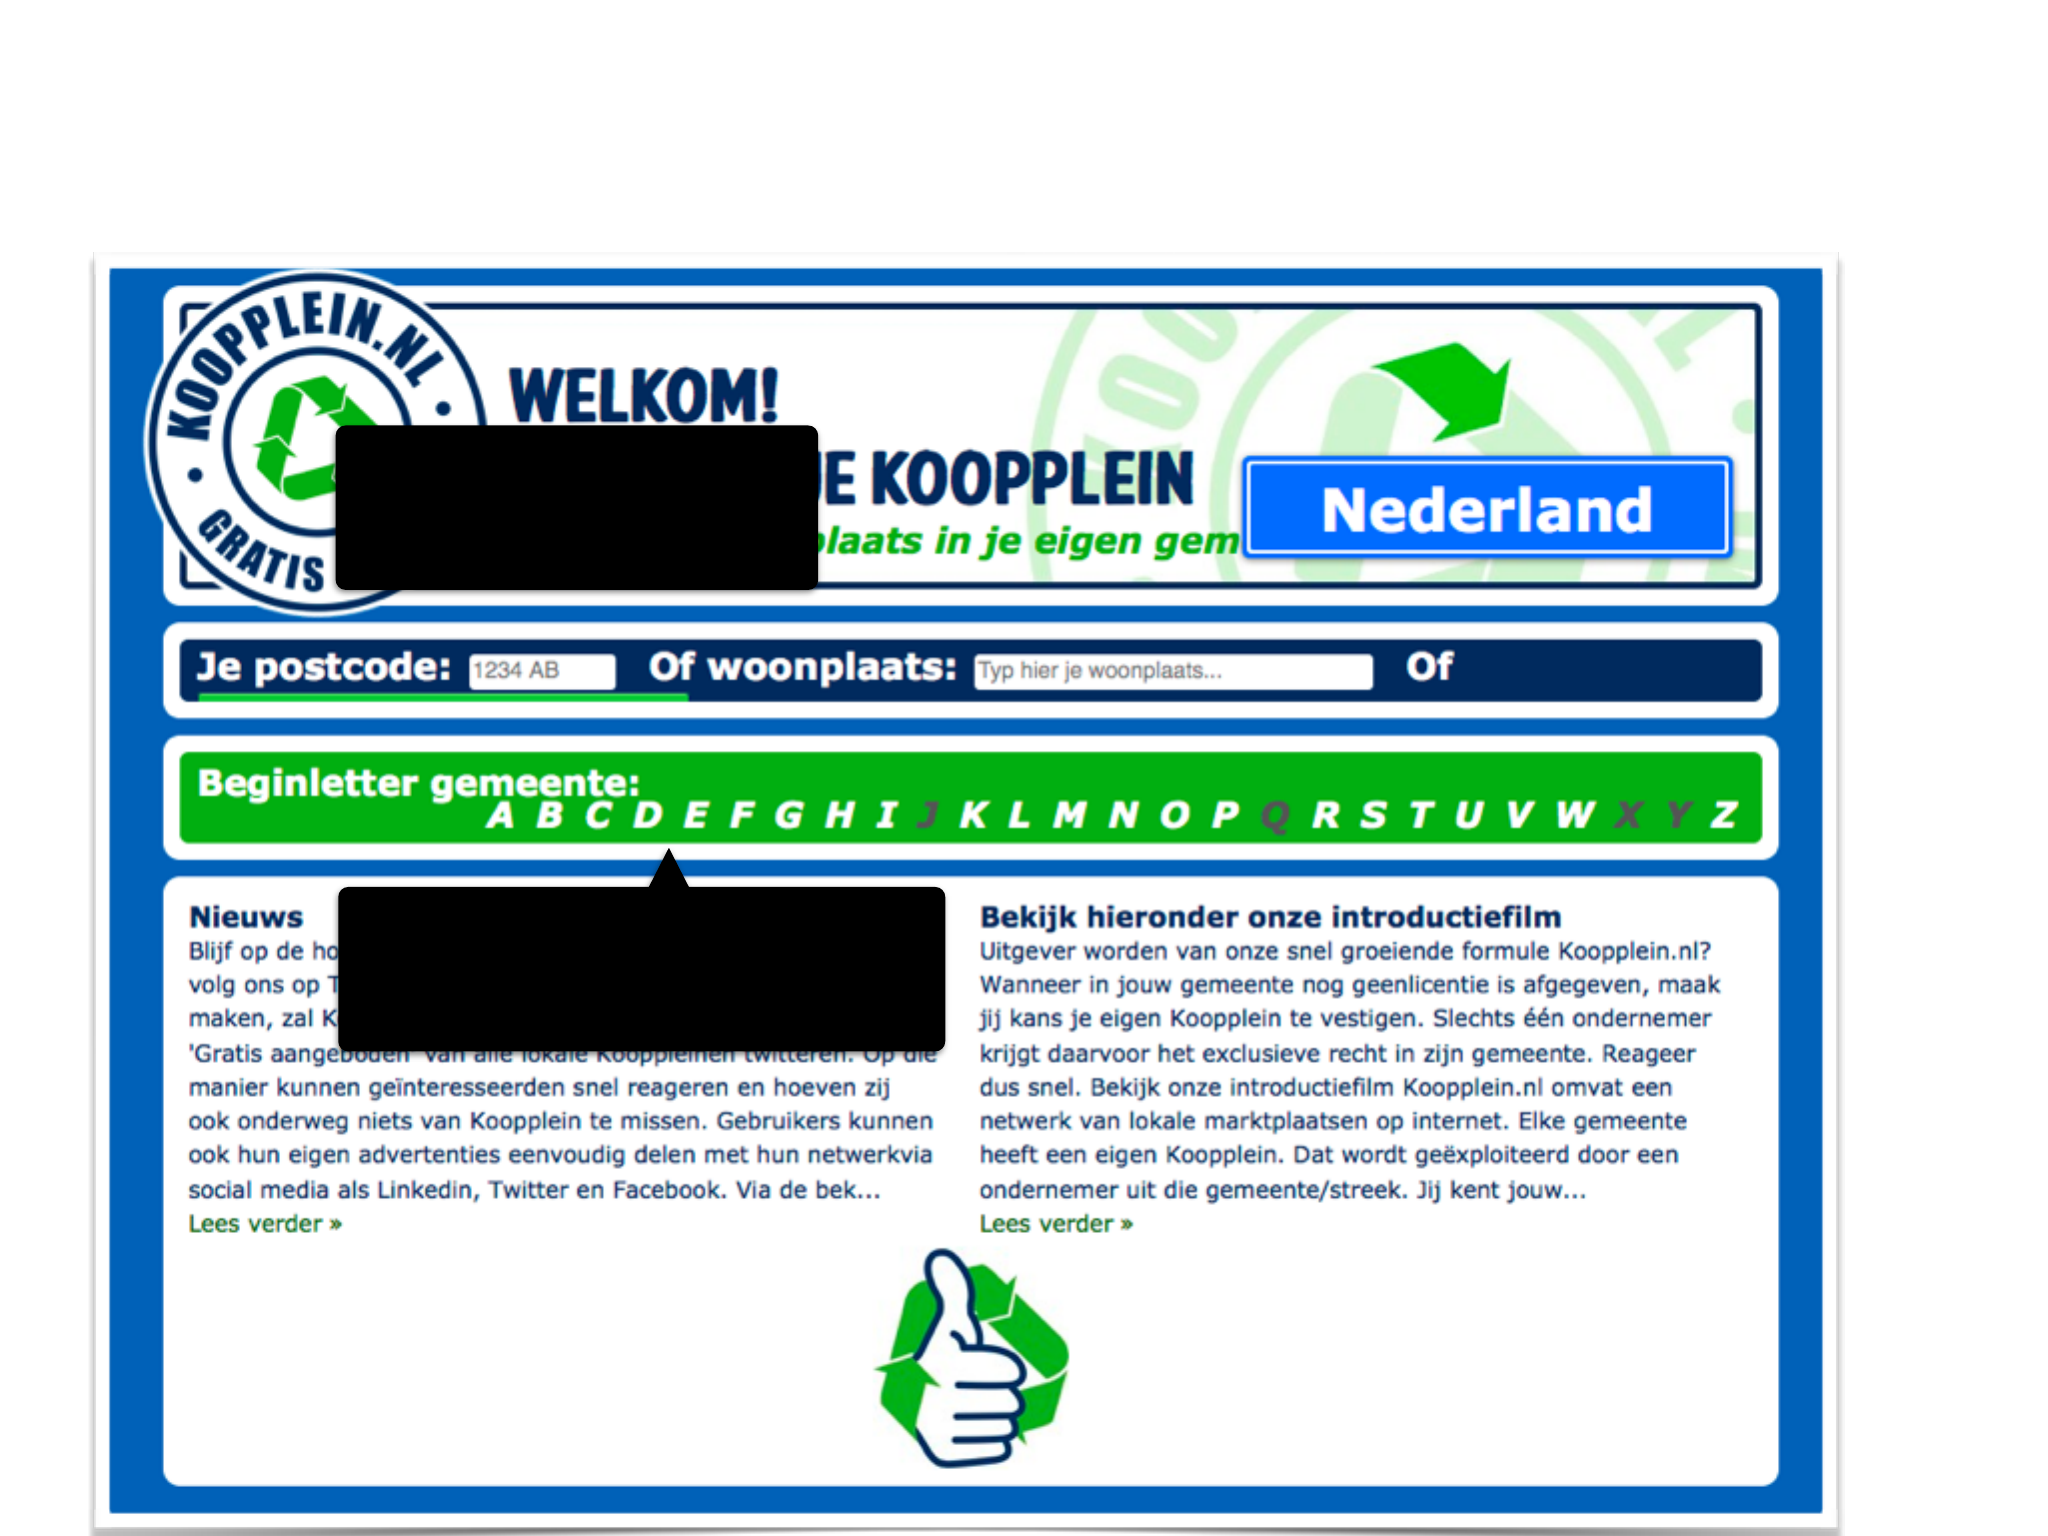 KOOPPLEIN.NL
GRATIS
WELKOM!
JE KOOPPLEIN
plaats in je eigen gem
Nederland
Je postcode: 1234 AB Of woonplaats: Typ hier je woonplaats... Of
Beginletter gemeente:
A B C D E F G H I J K L M N O P Q R S T U V W X Y Z
Nieuws
Blijf op de ho
volg ons op T
maken, zal K
'Gratis aangeboden' van alle lokale Kooppleinen twitteren. Op die
manier kunnen geïnteresseerden snel reageren en hoeven zij
ook onderweg niets van Koopplein te missen. Gebruikers kunnen
ook hun eigen advertenties eenvoudig delen met hun netwerkvia
social media als Linkedin, Twitter en Facebook. Via de bek...
Lees verder »
Bekijk hieronder onze introductiefilm
Uitgever worden van onze snel groeiende formule Koopplein.nl?
Wanneer in jouw gemeente nog geenlicentie is afgegeven, maak
jij kans je eigen Koopplein te vestigen. Slechts één ondernemer
krijgt daarvoor het exclusieve recht in zijn gemeente. Reageer
dus snel. Bekijk onze introductiefilm Koopplein.nl omvat een
netwerk van lokale marktplaatsen op internet. Elke gemeente
heeft een eigen Koopplein. Dat wordt geëxploiteerd door een
ondernemer uit die gemeente/streek. Jij kent jouw...
Lees verder »